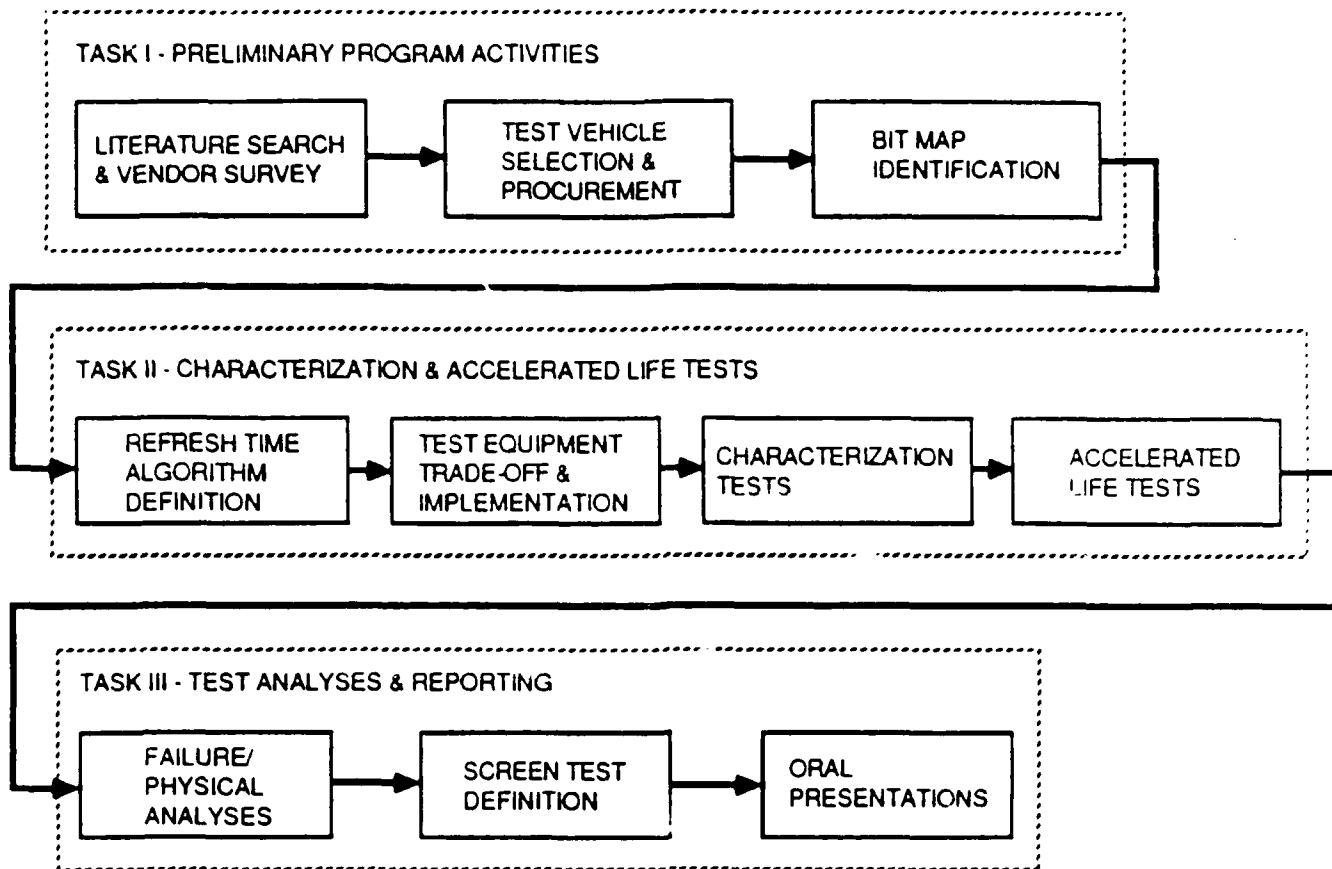 TASK I - PRELIMINARY PROGRAM ACTIVITIES
LITERATURE SEARCH
& VENDOR SURVEY
TEST VEHICLE
SELECTION &
PROCUREMENT
BIT MAP
IDENTIFICATION
TASK II - CHARACTERIZATION & ACCELERATED LIFE TESTS
REFRESH TIME
ALGORITHM
DEFINITION
TEST EQUIPMENT
TRADE-OFF &
IMPLEMENTATION
CHARACTERIZATION
TESTS
ACCELERATED
LIFE TESTS
TASK III - TEST ANALYSES & REPORTING
FAILURE/
PHYSICAL
ANALYSES
SCREEN TEST
DEFINITION
ORAL
PRESENTATIONS